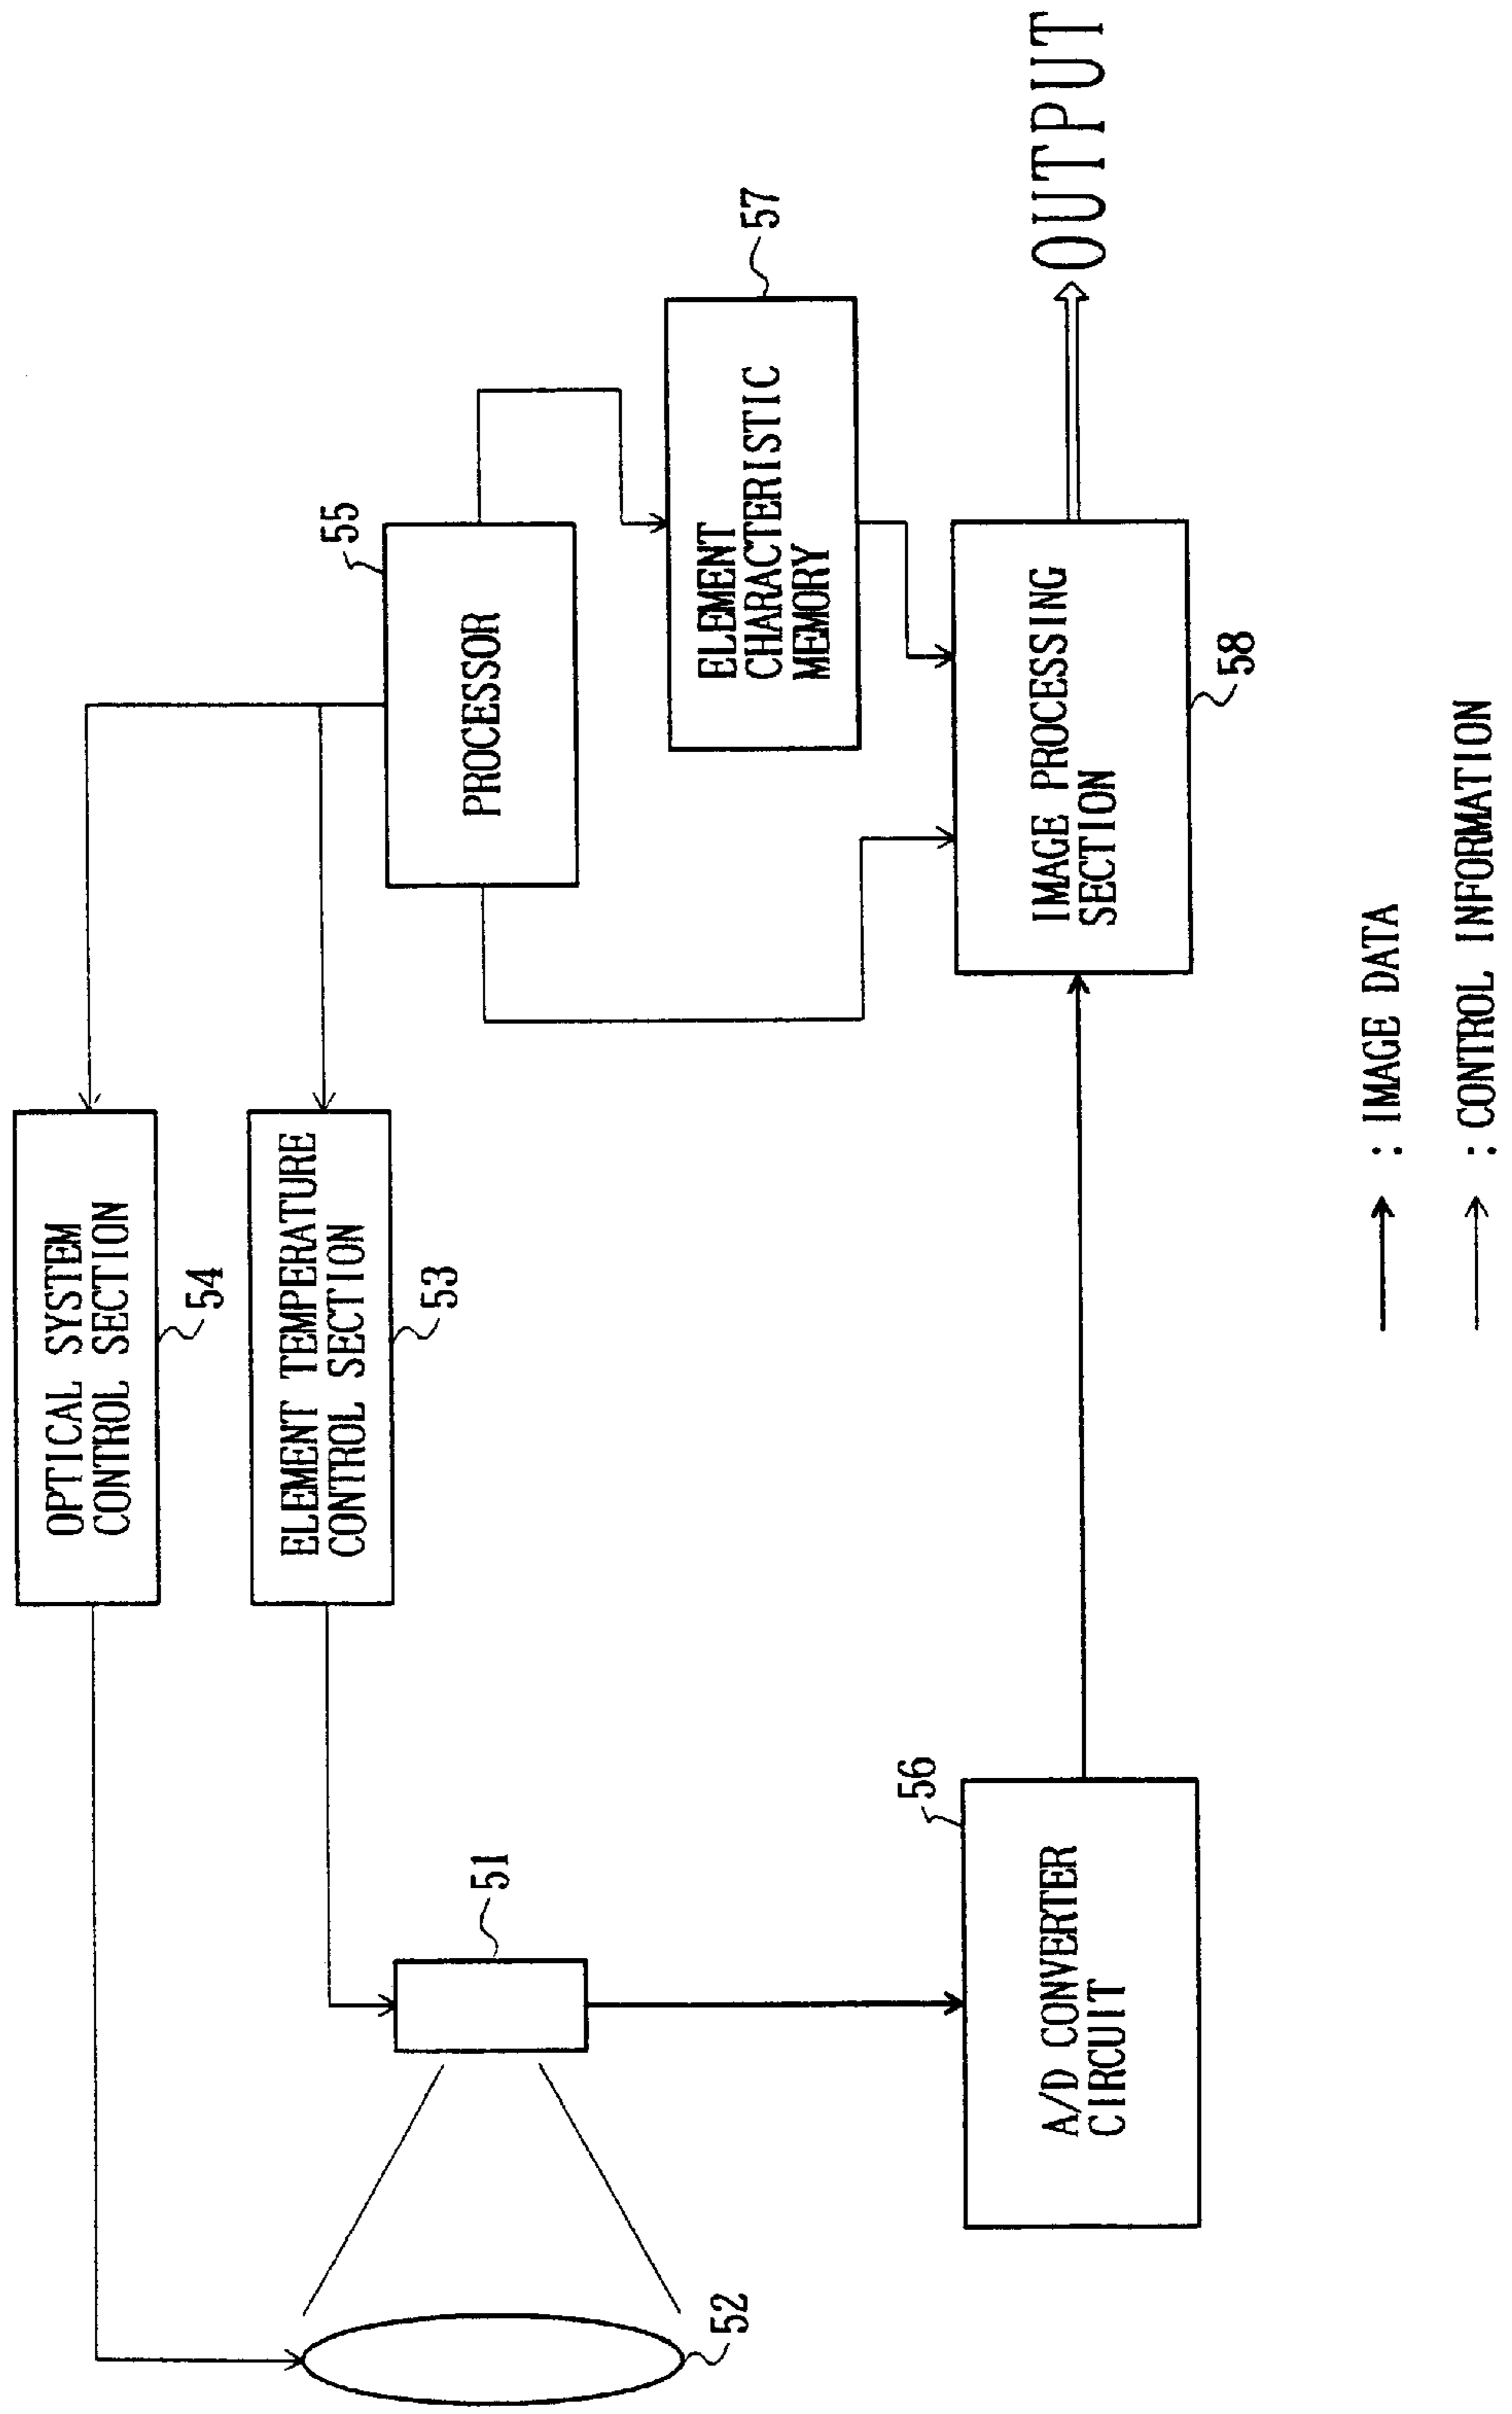 OPTICAL SYSTEM
CONTROL SECTION
54
ELEMENT TEMPERATURE
CONTROL SECTION
53
55
PROCESSOR
51
52
57
ELEMENT
CHARACTERISTIC
MEMORY
56
A/D CONVERTER
CIRCUIT
IMAGE PROCESSING
SECTION
58
OUTPUT
: IMAGE DATA
: CONTROL INFORMATION